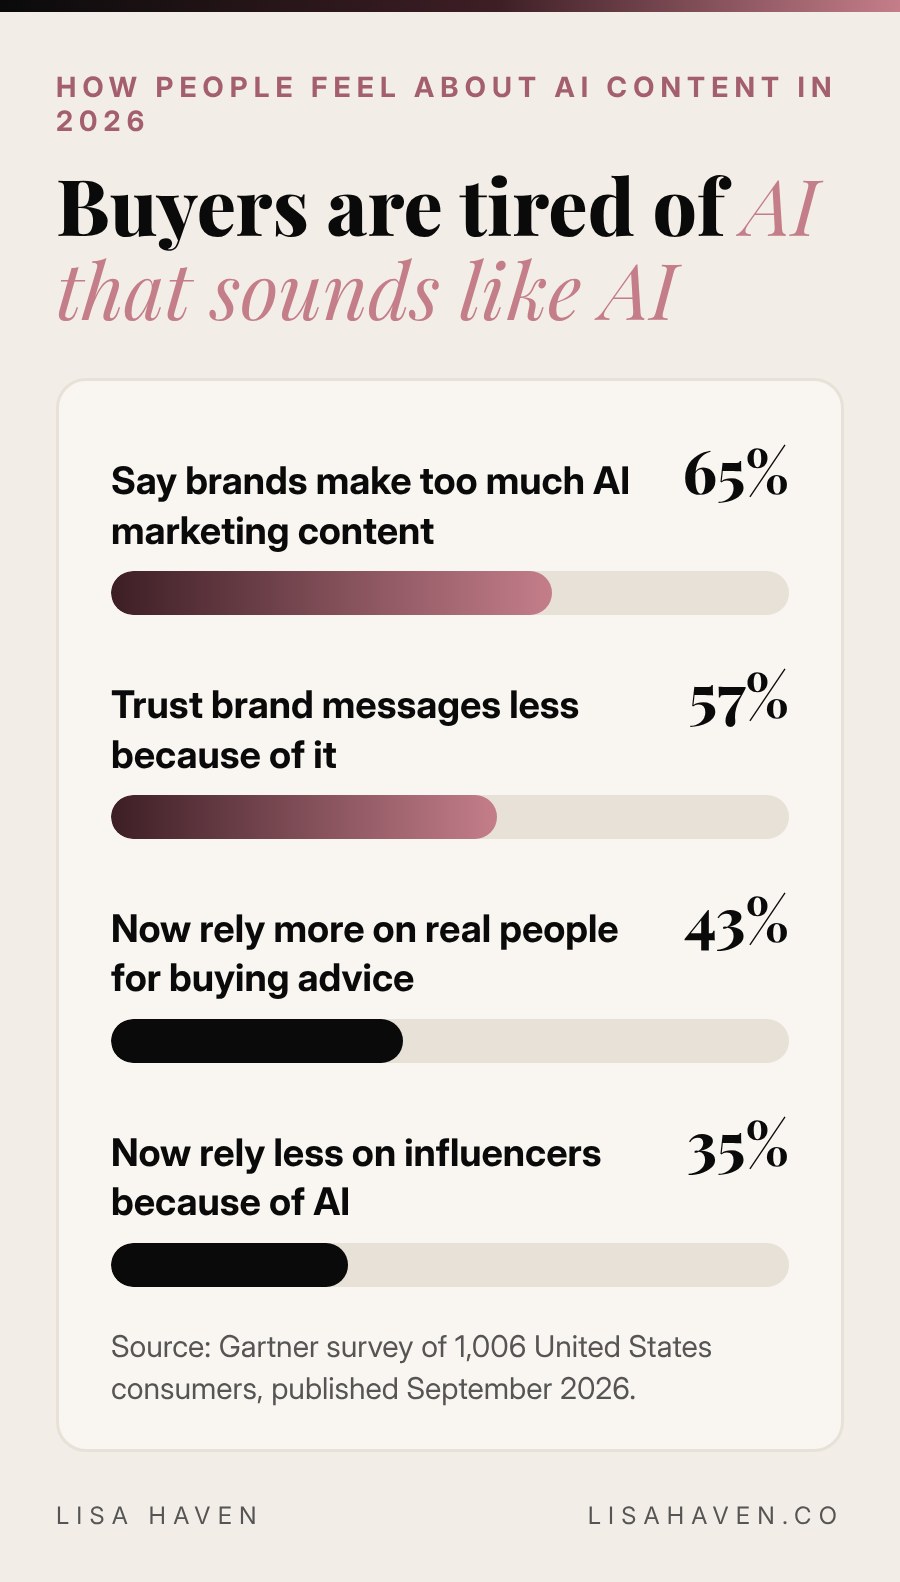 HOW PEOPLE FEEL ABOUT AI CONTENT IN
2026
Buyers are tired of AI
that sounds like AI
Say brands make too much AI
marketing content
65%
Trust brand messages less
because of it
57%
Now rely more on real people
for buying advice
43%
Now rely less on influencers
because of AI
35%
Source: Gartner survey of 1,006 United States
consumers, published September 2026.
LISA HAVEN
LISAHAVEN.CO